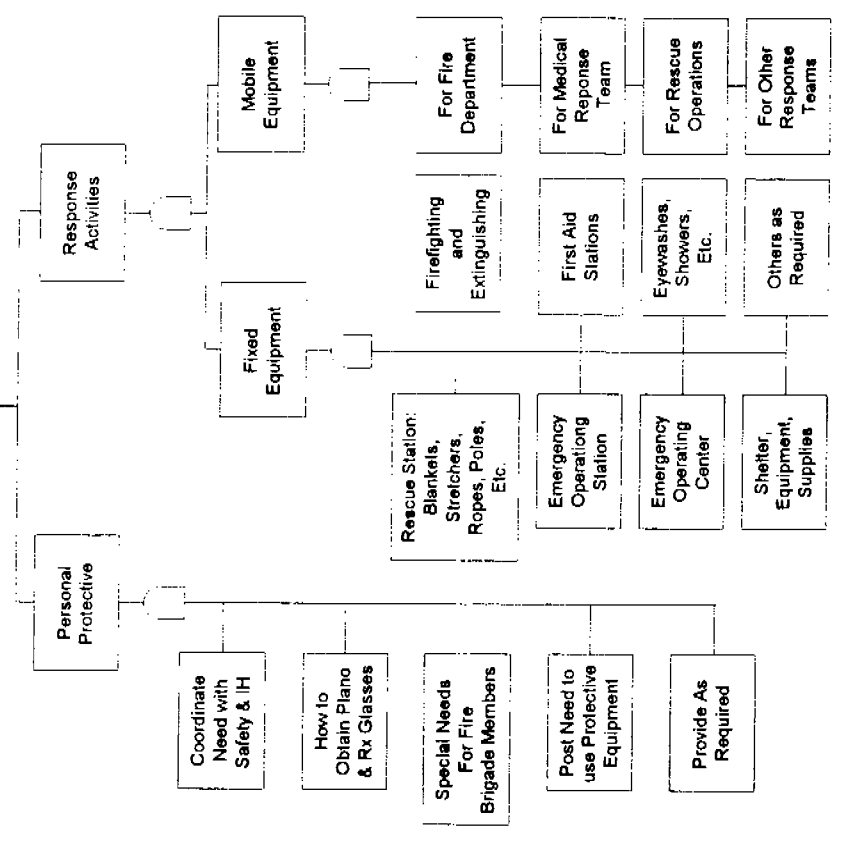 Personal
Protective
Response
Activities
Coordinate
Need with
Safety & IH
How to
Obtain Plano
& Rx Glasses
Special Needs
For Fire
Brigade Members
Post Need to
use Protective
Equipment
Provide As
Required
Fixed
Equipment
Mobile
Equipment
Rescue Station:
Blankets,
Stretchers,
Ropes, Poles,
Etc.
Emergency
Operationg
Station
Emergency
Operating
Center
Shelter,
Equipment,
Supplies
Firefighting
and
Extinguishing
First Aid
Stations
Eyewashes,
Showers,
Etc.
Others as
Required
For Fire
Department
For Medical
Reponse
Team
For Rescue
Operations
For Other
Response
Teams